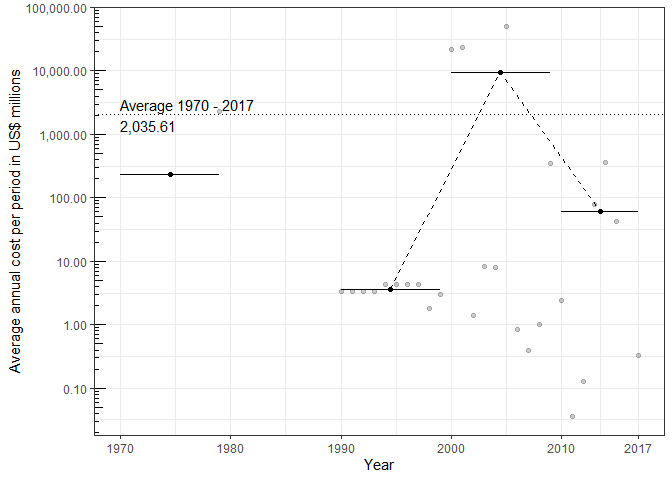 Average annual cost per period in US$ millions
100,000.00
10,000.00
1,000.00
100.00
10.00
1.00
0.10
Average 1970 - 2017
2,035.61
1970 1980 1990 2000 2010 2017
Year